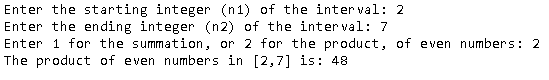 Enter the starting integer (n1) of the interval: 2
Enter the ending integer (n2) of the interval: 7
Enter 1 for the summation, or 2 for the product, of even numbers: 2
The product of even numbers in [2,7] is: 48